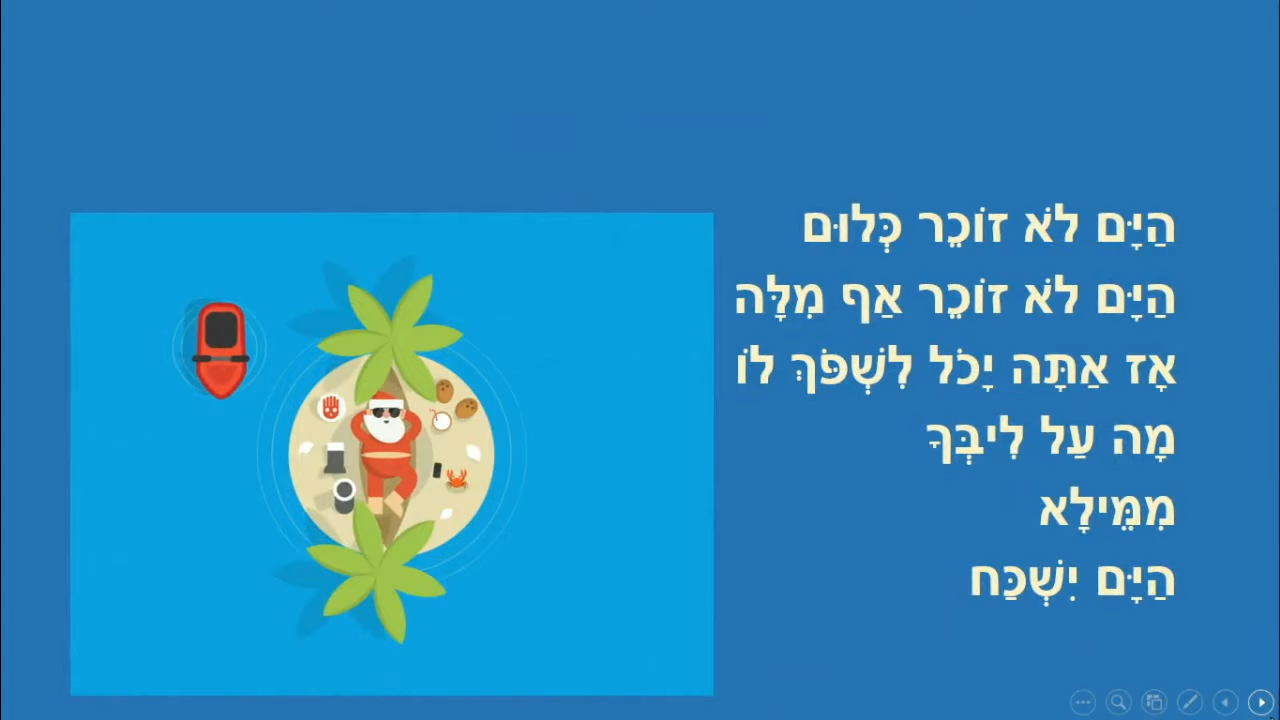 הַיָּם לֹא זוֹכֵר כְּלוּם
הַיָּם לֹא זוֹכֵר אַף מִלָּה
אָז אַתָּה יָכֹל לִשְׁפֹּךְ לוֹ
מָה עַל לִיבְּךָ
מִמֵּילָא
הַיָּם יִשְׁכַּח